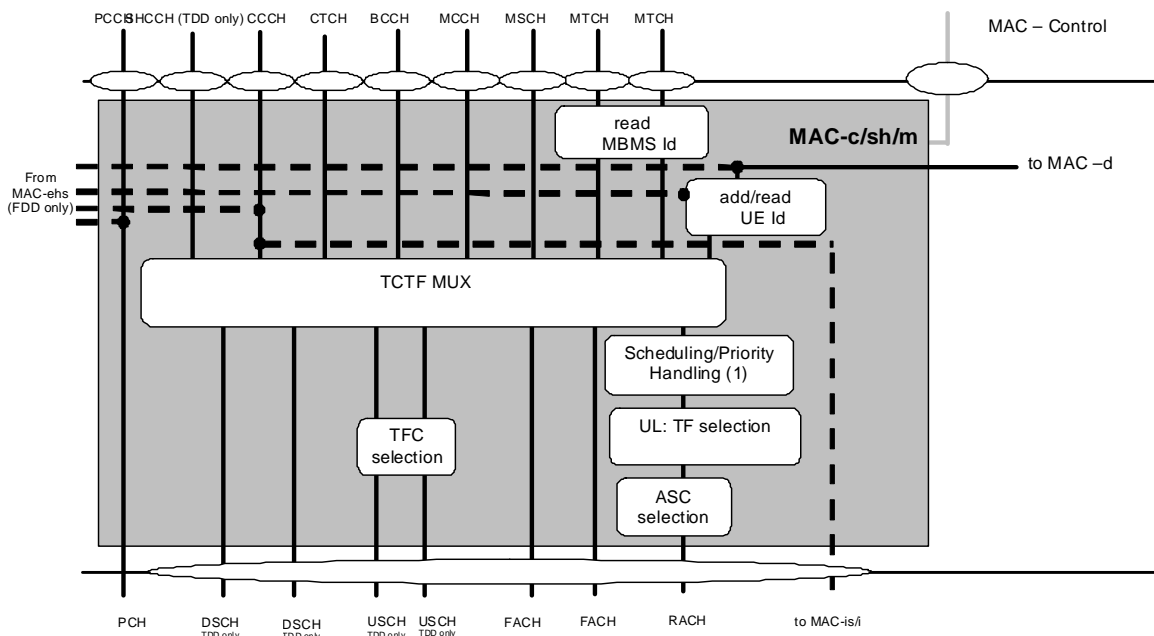 PCCH SHCCH (TDD only) CCCH CTCH BCCH MCCH MSCH MTCH MTCH
MAC – Control
read
MBMS Id
MAC-c/sh/m
From
MAC-ehs
(FDD only)
to MAC –d
add/read
UE Id
TCTF MUX
Scheduling/Priority
Handling (1)
UL: TF selection
TFC
selection
ASC
selection
PCH DSCH DSCH USCH USCH FACH FACH RACH to MAC-is/i
TDD only TDD only TDD only TDD only